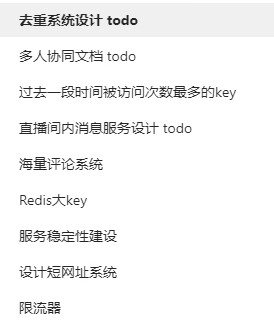 去重系统设计 todo
多人协同文档 todo
过去一段时间被访问次数最多的key
直播间内消息服务设计 todo
海量评论系统
Redis大key
服务稳定性建设
设计短网址系统
限流器